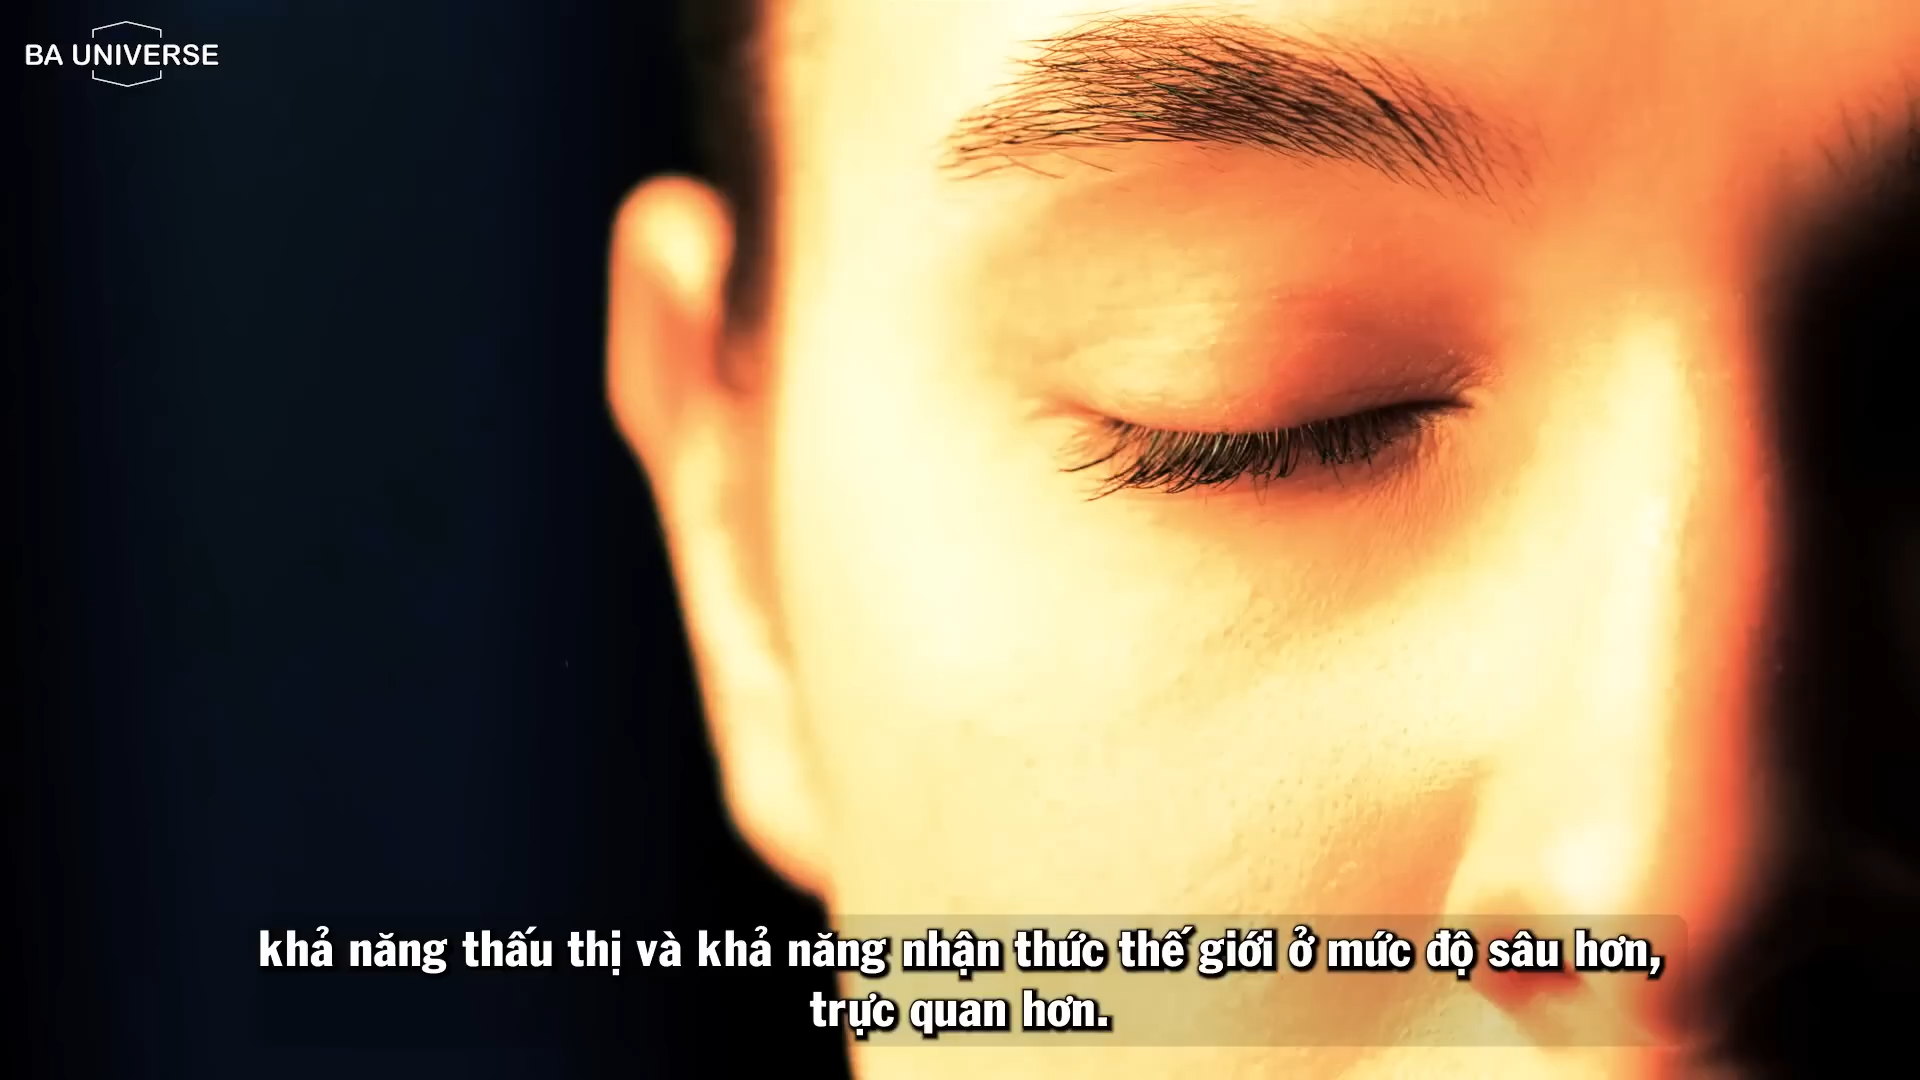 BA UNIVERSE
khả năng thấu thị và khả năng nhận thức thế giới ở mức độ sâu hơn,
trực quan hơn.